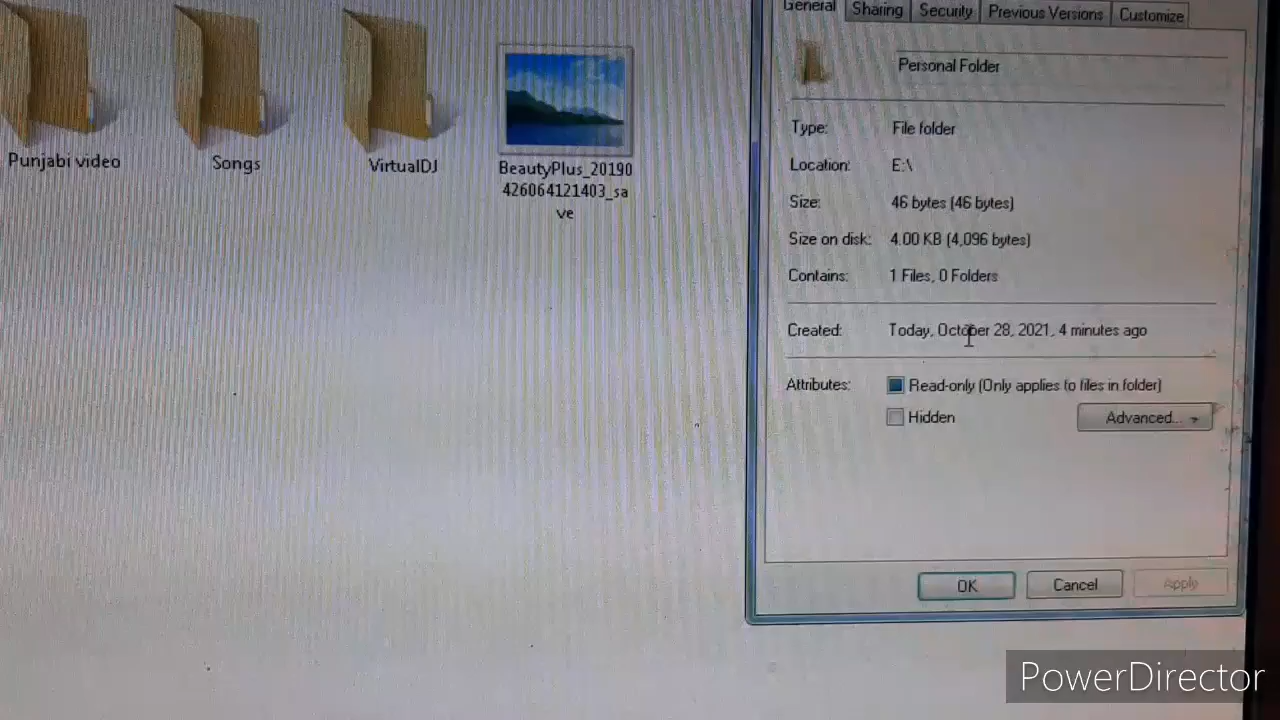 Punjabi video
Songs
VirtualDJ
BeautyPlus_20190
426064121403_sa
ve
General
Sharing
Security
Previous Versions
Customize
Personal Folder
Type:
File folder
Location:
E:\
Size:
46 bytes (46 bytes)
Size on disk:
4.00 KB (4,096 bytes)
Contains:
1 Files, 0 Folders
Created:
Today, October 28, 2021, 4 minutes ago
Attributes:
Read-only (Only applies to files in folder)
Hidden
Advanced...
OK
Cancel
Apply
PowerDirector